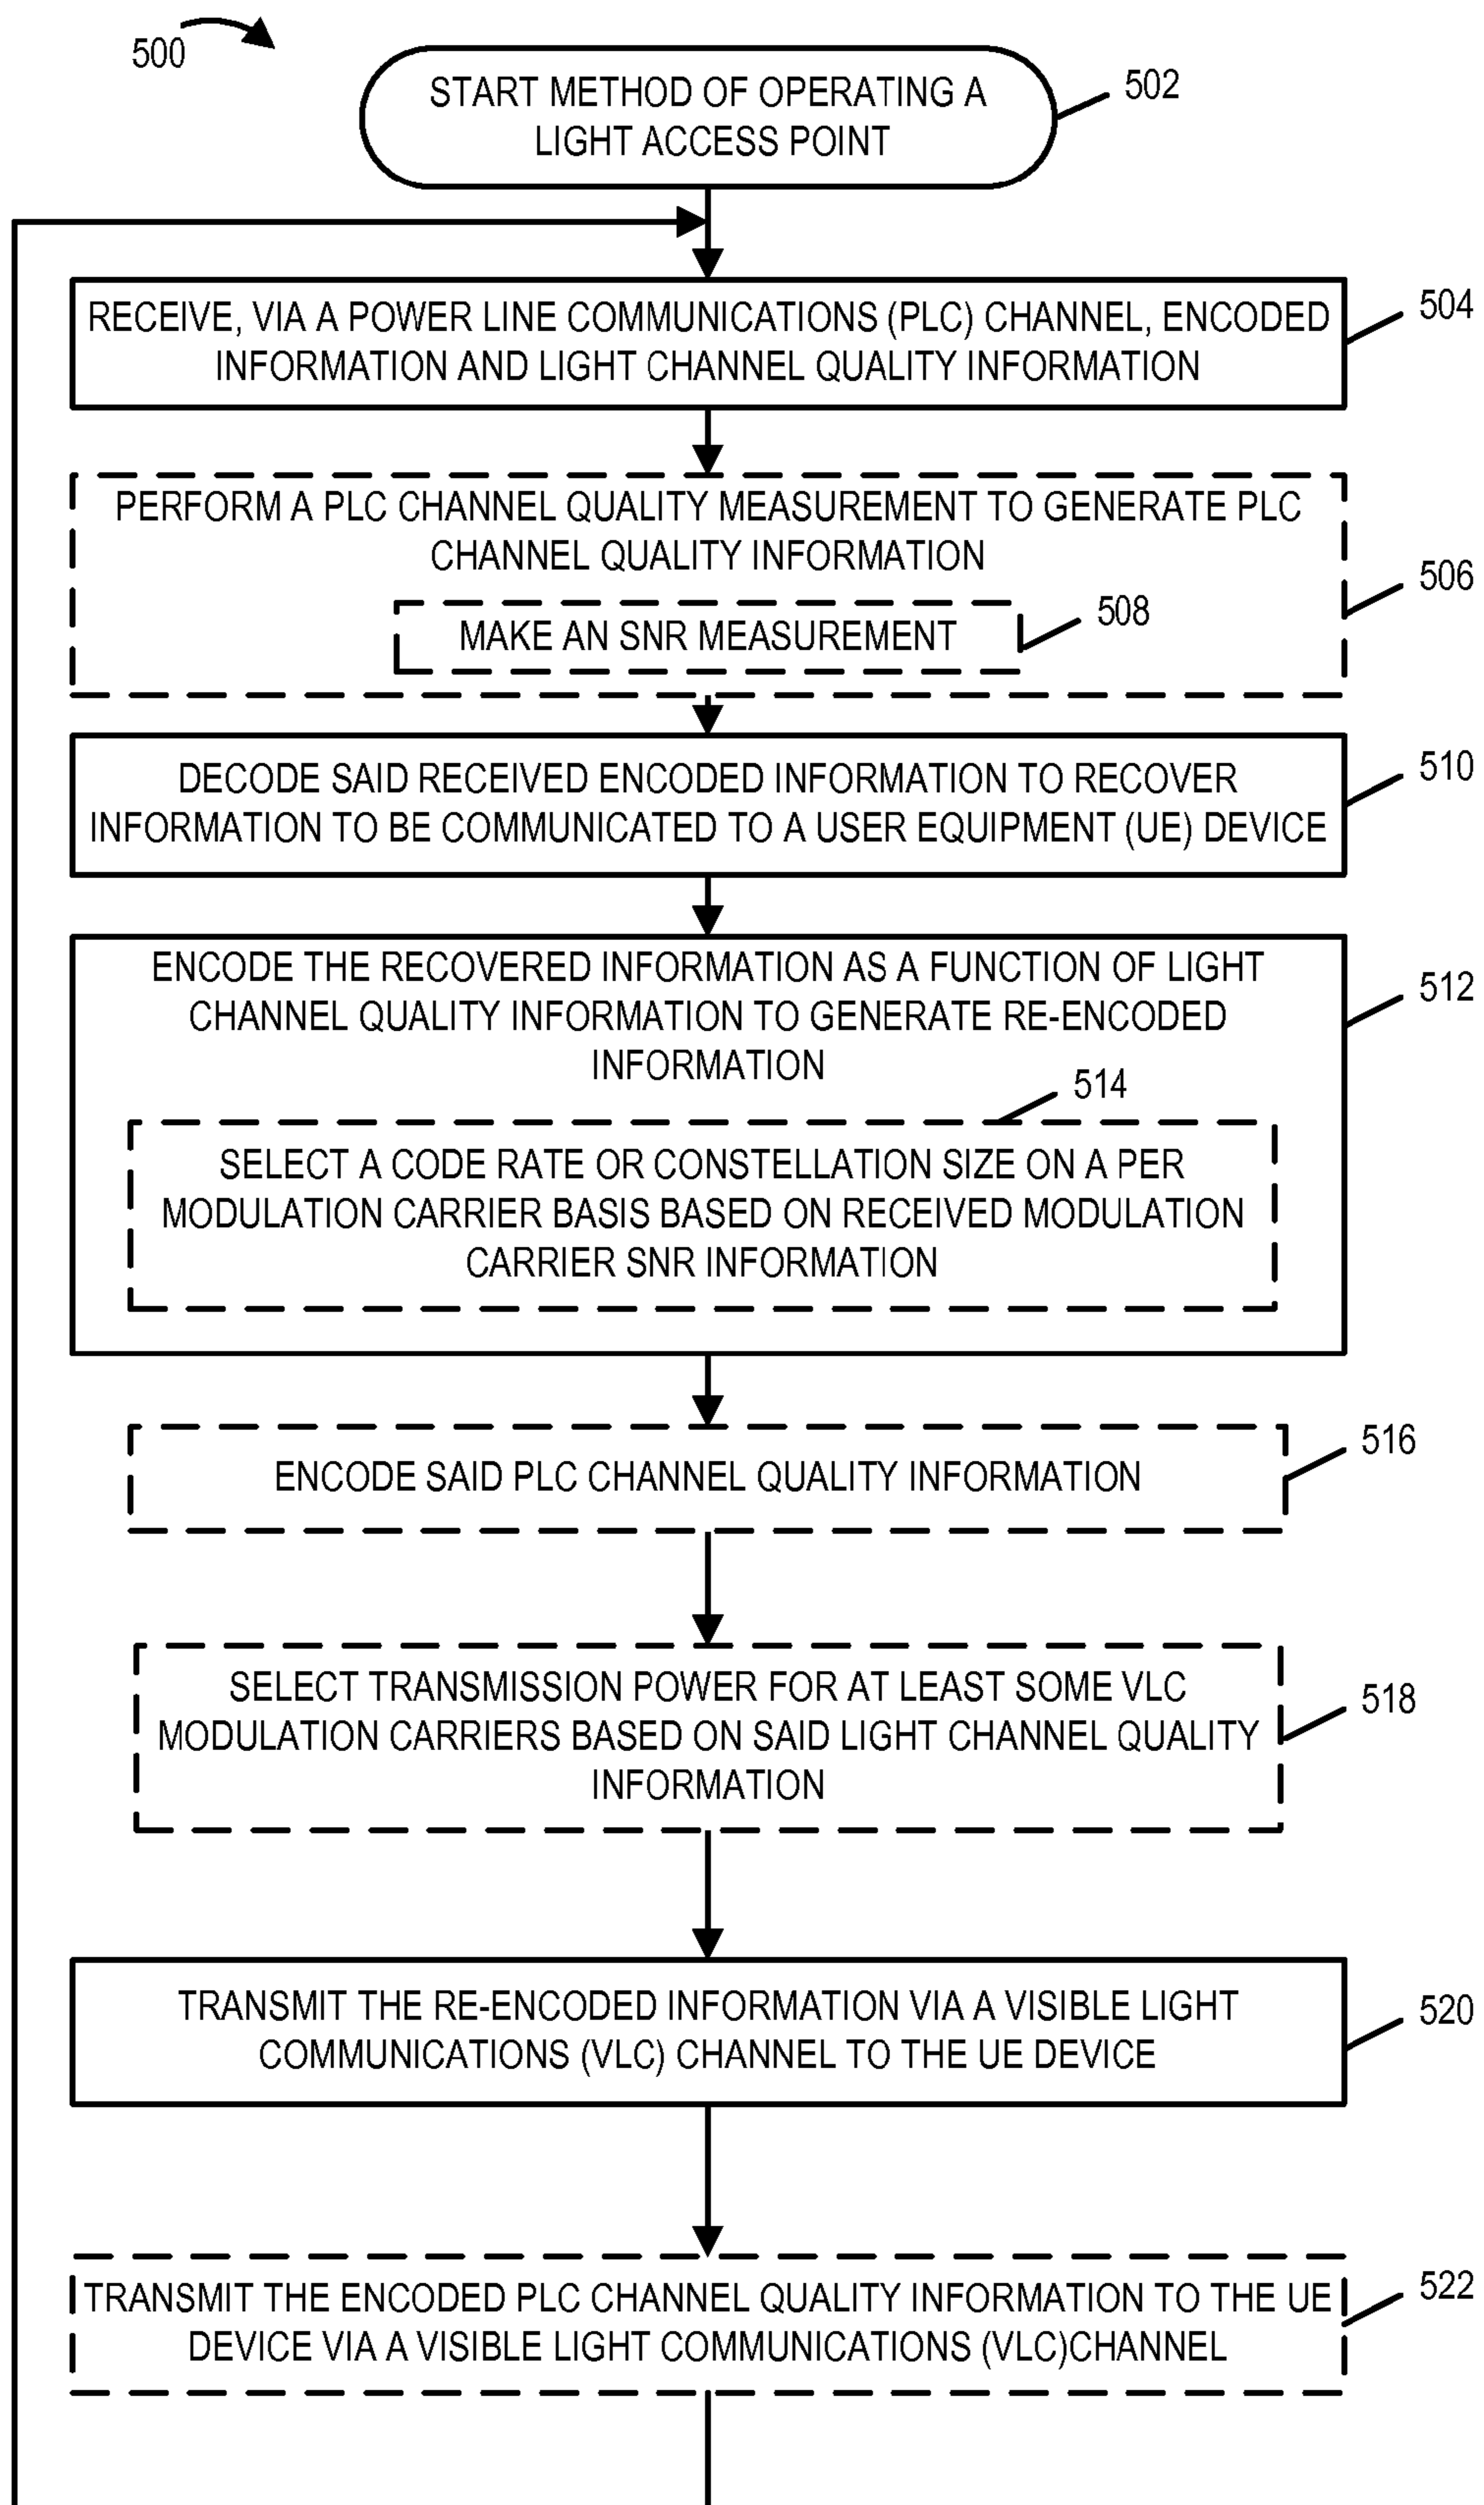 500
START METHOD OF OPERATING A
LIGHT ACCESS POINT
502
RECEIVE, VIA A POWER LINE COMMUNICATIONS (PLC) CHANNEL, ENCODED
INFORMATION AND LIGHT CHANNEL QUALITY INFORMATION
504
PERFORM A PLC CHANNEL QUALITY MEASUREMENT TO GENERATE PLC
CHANNEL QUALITY INFORMATION
506
MAKE AN SNR MEASUREMENT
508
DECODE SAID RECEIVED ENCODED INFORMATION TO RECOVER
INFORMATION TO BE COMMUNICATED TO A USER EQUIPMENT (UE) DEVICE
510
ENCODE THE RECOVERED INFORMATION AS A FUNCTION OF LIGHT
CHANNEL QUALITY INFORMATION TO GENERATE RE-ENCODED
INFORMATION
512
514
SELECT A CODE RATE OR CONSTELLATION SIZE ON A PER
MODULATION CARRIER BASIS BASED ON RECEIVED MODULATION
CARRIER SNR INFORMATION
ENCODE SAID PLC CHANNEL QUALITY INFORMATION
516
SELECT TRANSMISSION POWER FOR AT LEAST SOME VLC
MODULATION CARRIERS BASED ON SAID LIGHT CHANNEL QUALITY
INFORMATION
518
TRANSMIT THE RE-ENCODED INFORMATION VIA A VISIBLE LIGHT
COMMUNICATIONS (VLC) CHANNEL TO THE UE DEVICE
520
TRANSMIT THE ENCODED PLC CHANNEL QUALITY INFORMATION TO THE UE
DEVICE VIA A VISIBLE LIGHT COMMUNICATIONS (VLC)CHANNEL
522